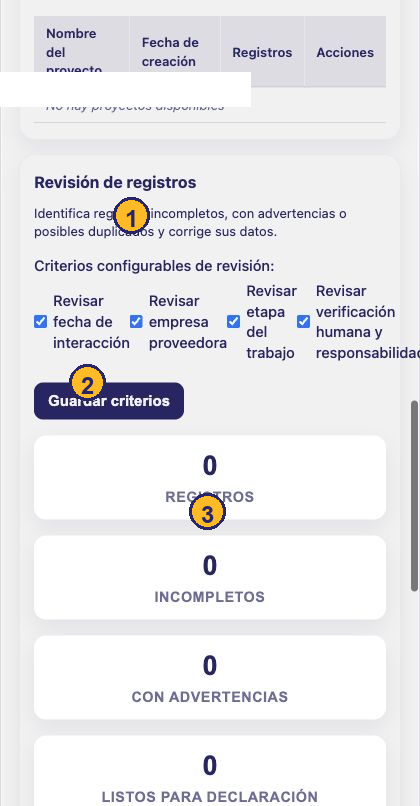 Nombre del proyecto
Fecha de creación
Registros
Acciones
No hay proyectos disponibles
Revisión de registros
Identifica incompletos, con advertencias o
posibles duplicados y corrige sus datos.
Criterios configurables de revisión:
Revisar fecha de interacción
Revisar empresa proveedora
Revisar etapa del trabajo
Revisar verificación humana y responsabilidad
Guardar criterios
1
2
0
REGISTROS
3
0
INCOMPLETOS
0
CON ADVERTENCIAS
0
LISTOS PARA DECLARACIÓN